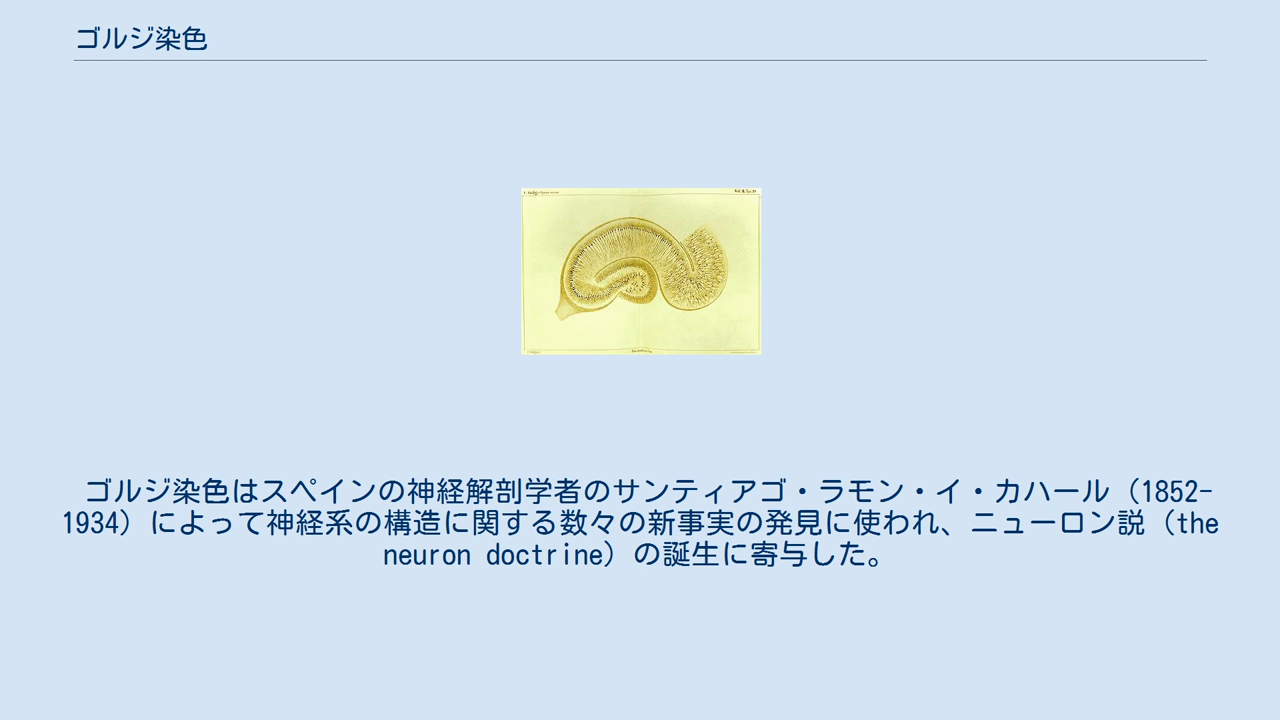 ゴルジ染色
ゴルジ染色はスペインの神経解剖学者のサンティアゴ・ラモン・イ・カハール（1852-
1934）によって神経系の構造に関する数々の新事実の発見に使われ、ニューロン説（the
neuron doctrine）の誕生に寄与した。